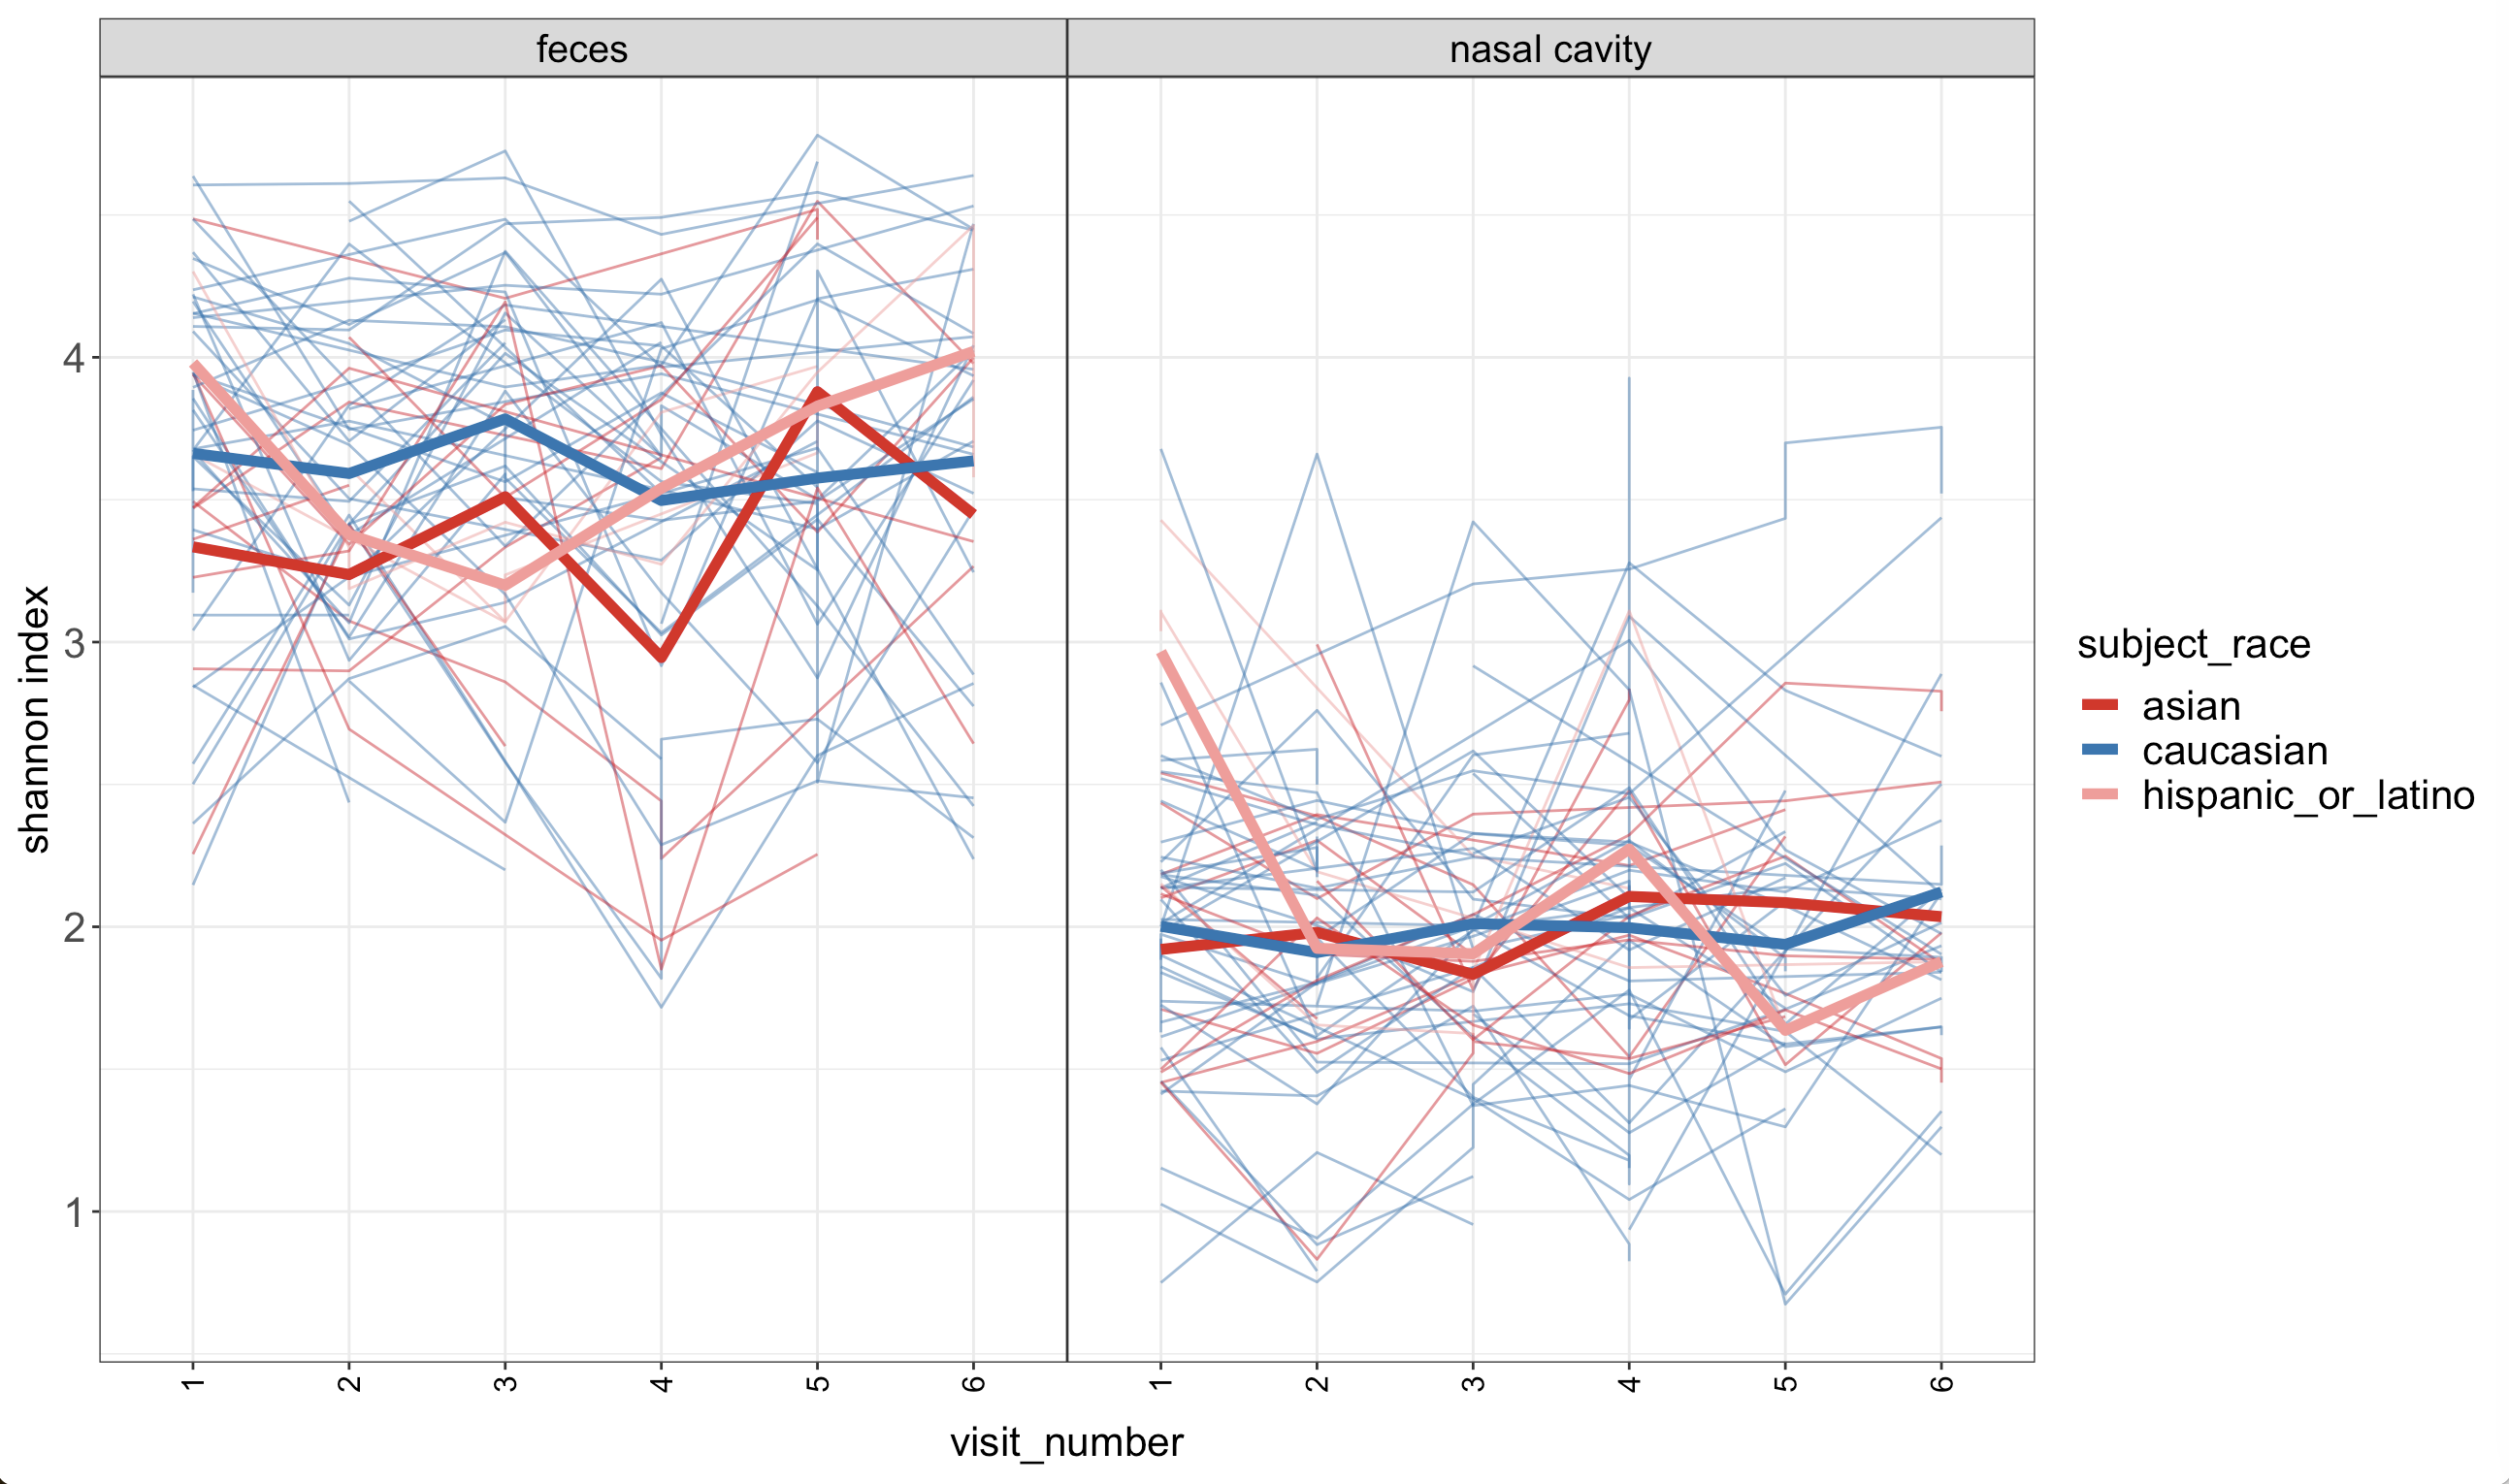 feces
nasal cavity
shannon index
4
3
2
1
1 2 3 4 5 6
1 2 3 4 5 6
visit_number
subject_race
asian
caucasian
hispanic_or_latino